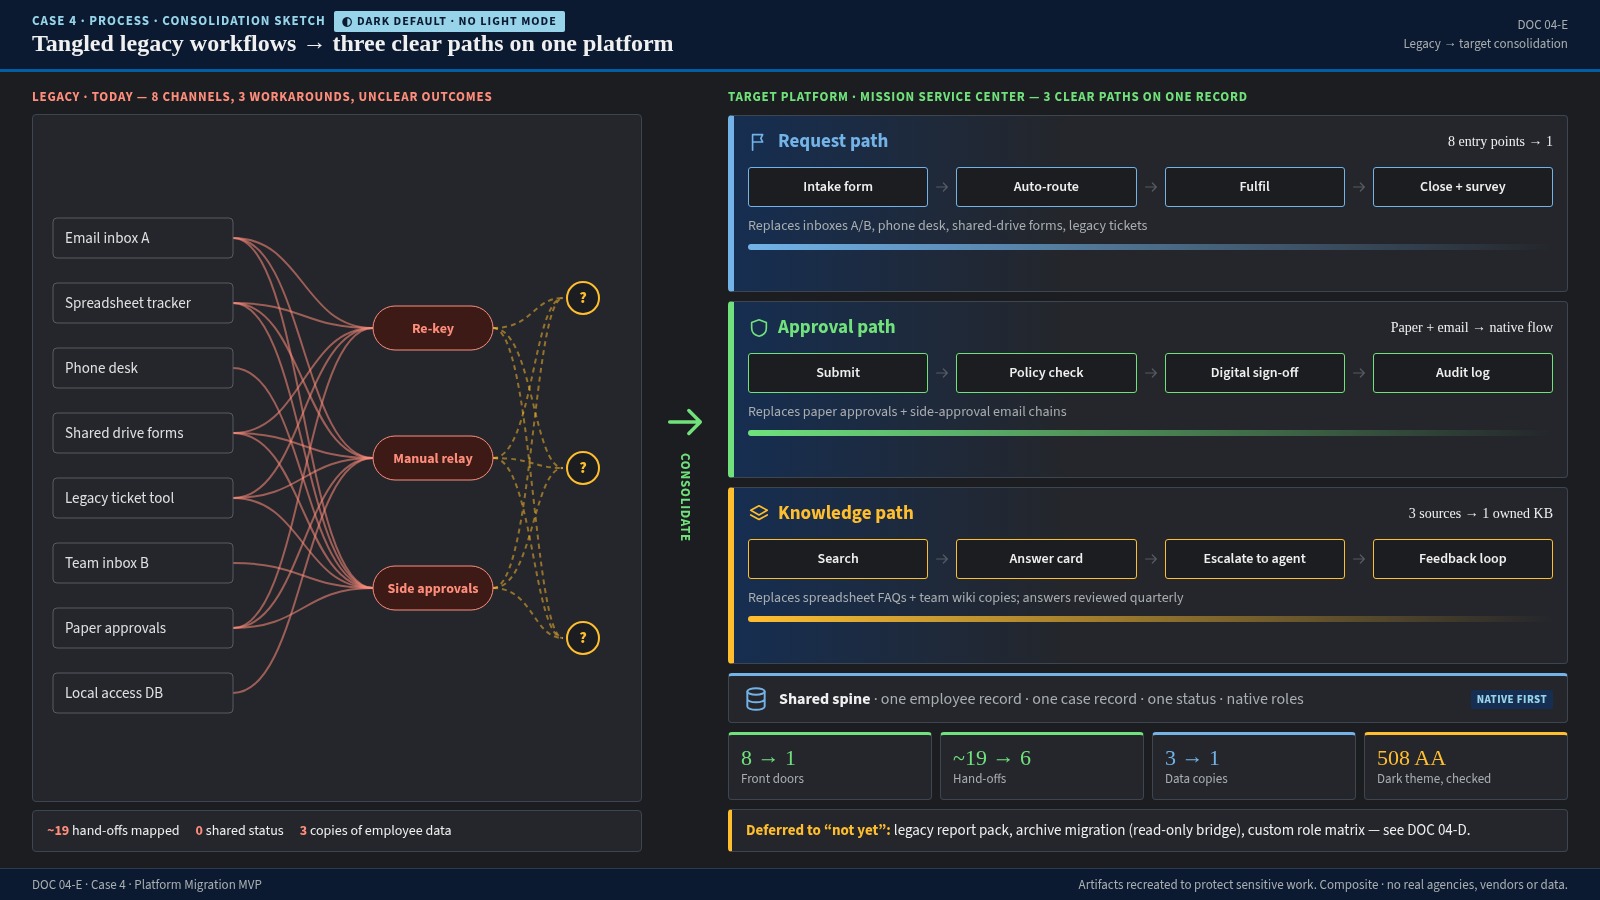 CASE 4 · PROCESS · CONSOLIDATION SKETCH
◐ DARK DEFAULT · NO LIGHT MODE
Tangled legacy workflows → three clear paths on one platform
DOC 04-E
Legacy → target consolidation
LEGACY · TODAY — 8 CHANNELS, 3 WORKAROUNDS, UNCLEAR OUTCOMES
Email inbox A
Spreadsheet tracker
Phone desk
Shared drive forms
Legacy ticket tool
Team inbox B
Paper approvals
Local access DB
Re-key
Manual relay
Side approvals
?
?
?
~19 hand-offs mapped 0 shared status 3 copies of employee data
CONSOLIDATE
TARGET PLATFORM · MISSION SERVICE CENTER — 3 CLEAR PATHS ON ONE RECORD
Request path
8 entry points → 1
Intake form → Auto-route → Fulfil → Close + survey
Replaces inboxes A/B, phone desk, shared-drive forms, legacy tickets
Approval path
Paper + email → native flow
Submit → Policy check → Digital sign-off → Audit log
Replaces paper approvals + side-approval email chains
Knowledge path
3 sources → 1 owned KB
Search → Answer card → Escalate to agent → Feedback loop
Replaces spreadsheet FAQs + team wiki copies; answers reviewed quarterly
Shared spine · one employee record · one case record · one status · native roles
NATIVE FIRST
8 → 1
Front doors
~19 → 6
Hand-offs
3 → 1
Data copies
508 AA
Dark theme, checked
Deferred to “not yet”: legacy report pack, archive migration (read-only bridge), custom role matrix — see DOC 04-D.
DOC 04-E · Case 4 · Platform Migration MVP
Artifacts recreated to protect sensitive work. Composite · no real agencies, vendors or data.